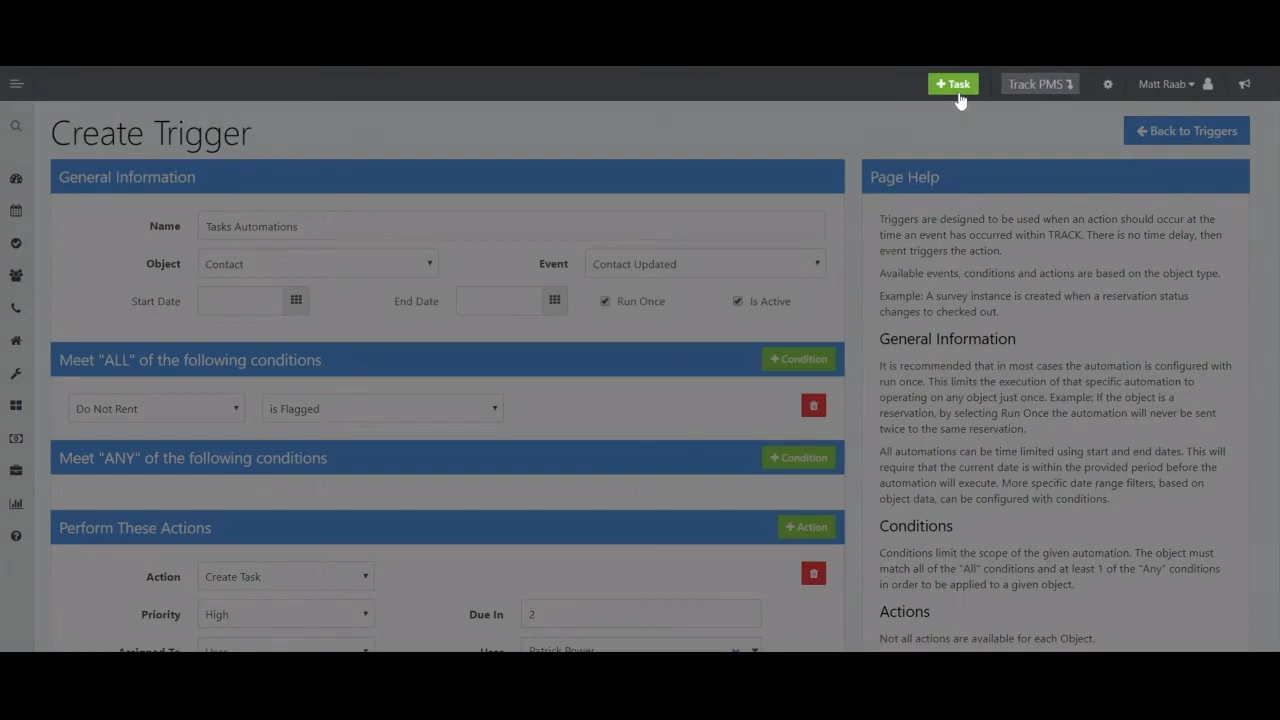 + Task
Track PMS
Matt Raab
Create Trigger
Back to Triggers
General Information
Name
Tasks Automations
Object
Contact
Event
Contact Updated
Start Date
End Date
Run Once
Is Active
Meet "ALL" of the following conditions
+ Condition
Do Not Rent
is Flagged
Meet "ANY" of the following conditions
+ Condition
Perform These Actions
+ Action
Action
Create Task
Priority
High
Due In
2
Assigned To
User
User
Patrick Power
Page Help
Triggers are designed to be used when an action should occur at the
time an event has occurred within TRACK. There is no time delay, then
event triggers the action.
Available events, conditions and actions are based on the object type.
Example: A survey instance is created when a reservation status
changes to checked out.
General Information
It is recommended that in most cases the automation is configured with
run once. This limits the execution of that specific automation to
operating on any object just once. Example: If the object is a
reservation, by selecting Run Once the automation will never be sent
twice to the same reservation.
All automations can be time limited using start and end dates. This will
require that the current date is within the provided period before the
automation will execute. More specific date range filters, based on
object data, can be configured with conditions.
Conditions
Conditions limit the scope of the given automation. The object must
match all of the "All" conditions and at least 1 of the "Any" conditions
in order to be applied to a given object.
Actions
Not all actions are available for each Object.